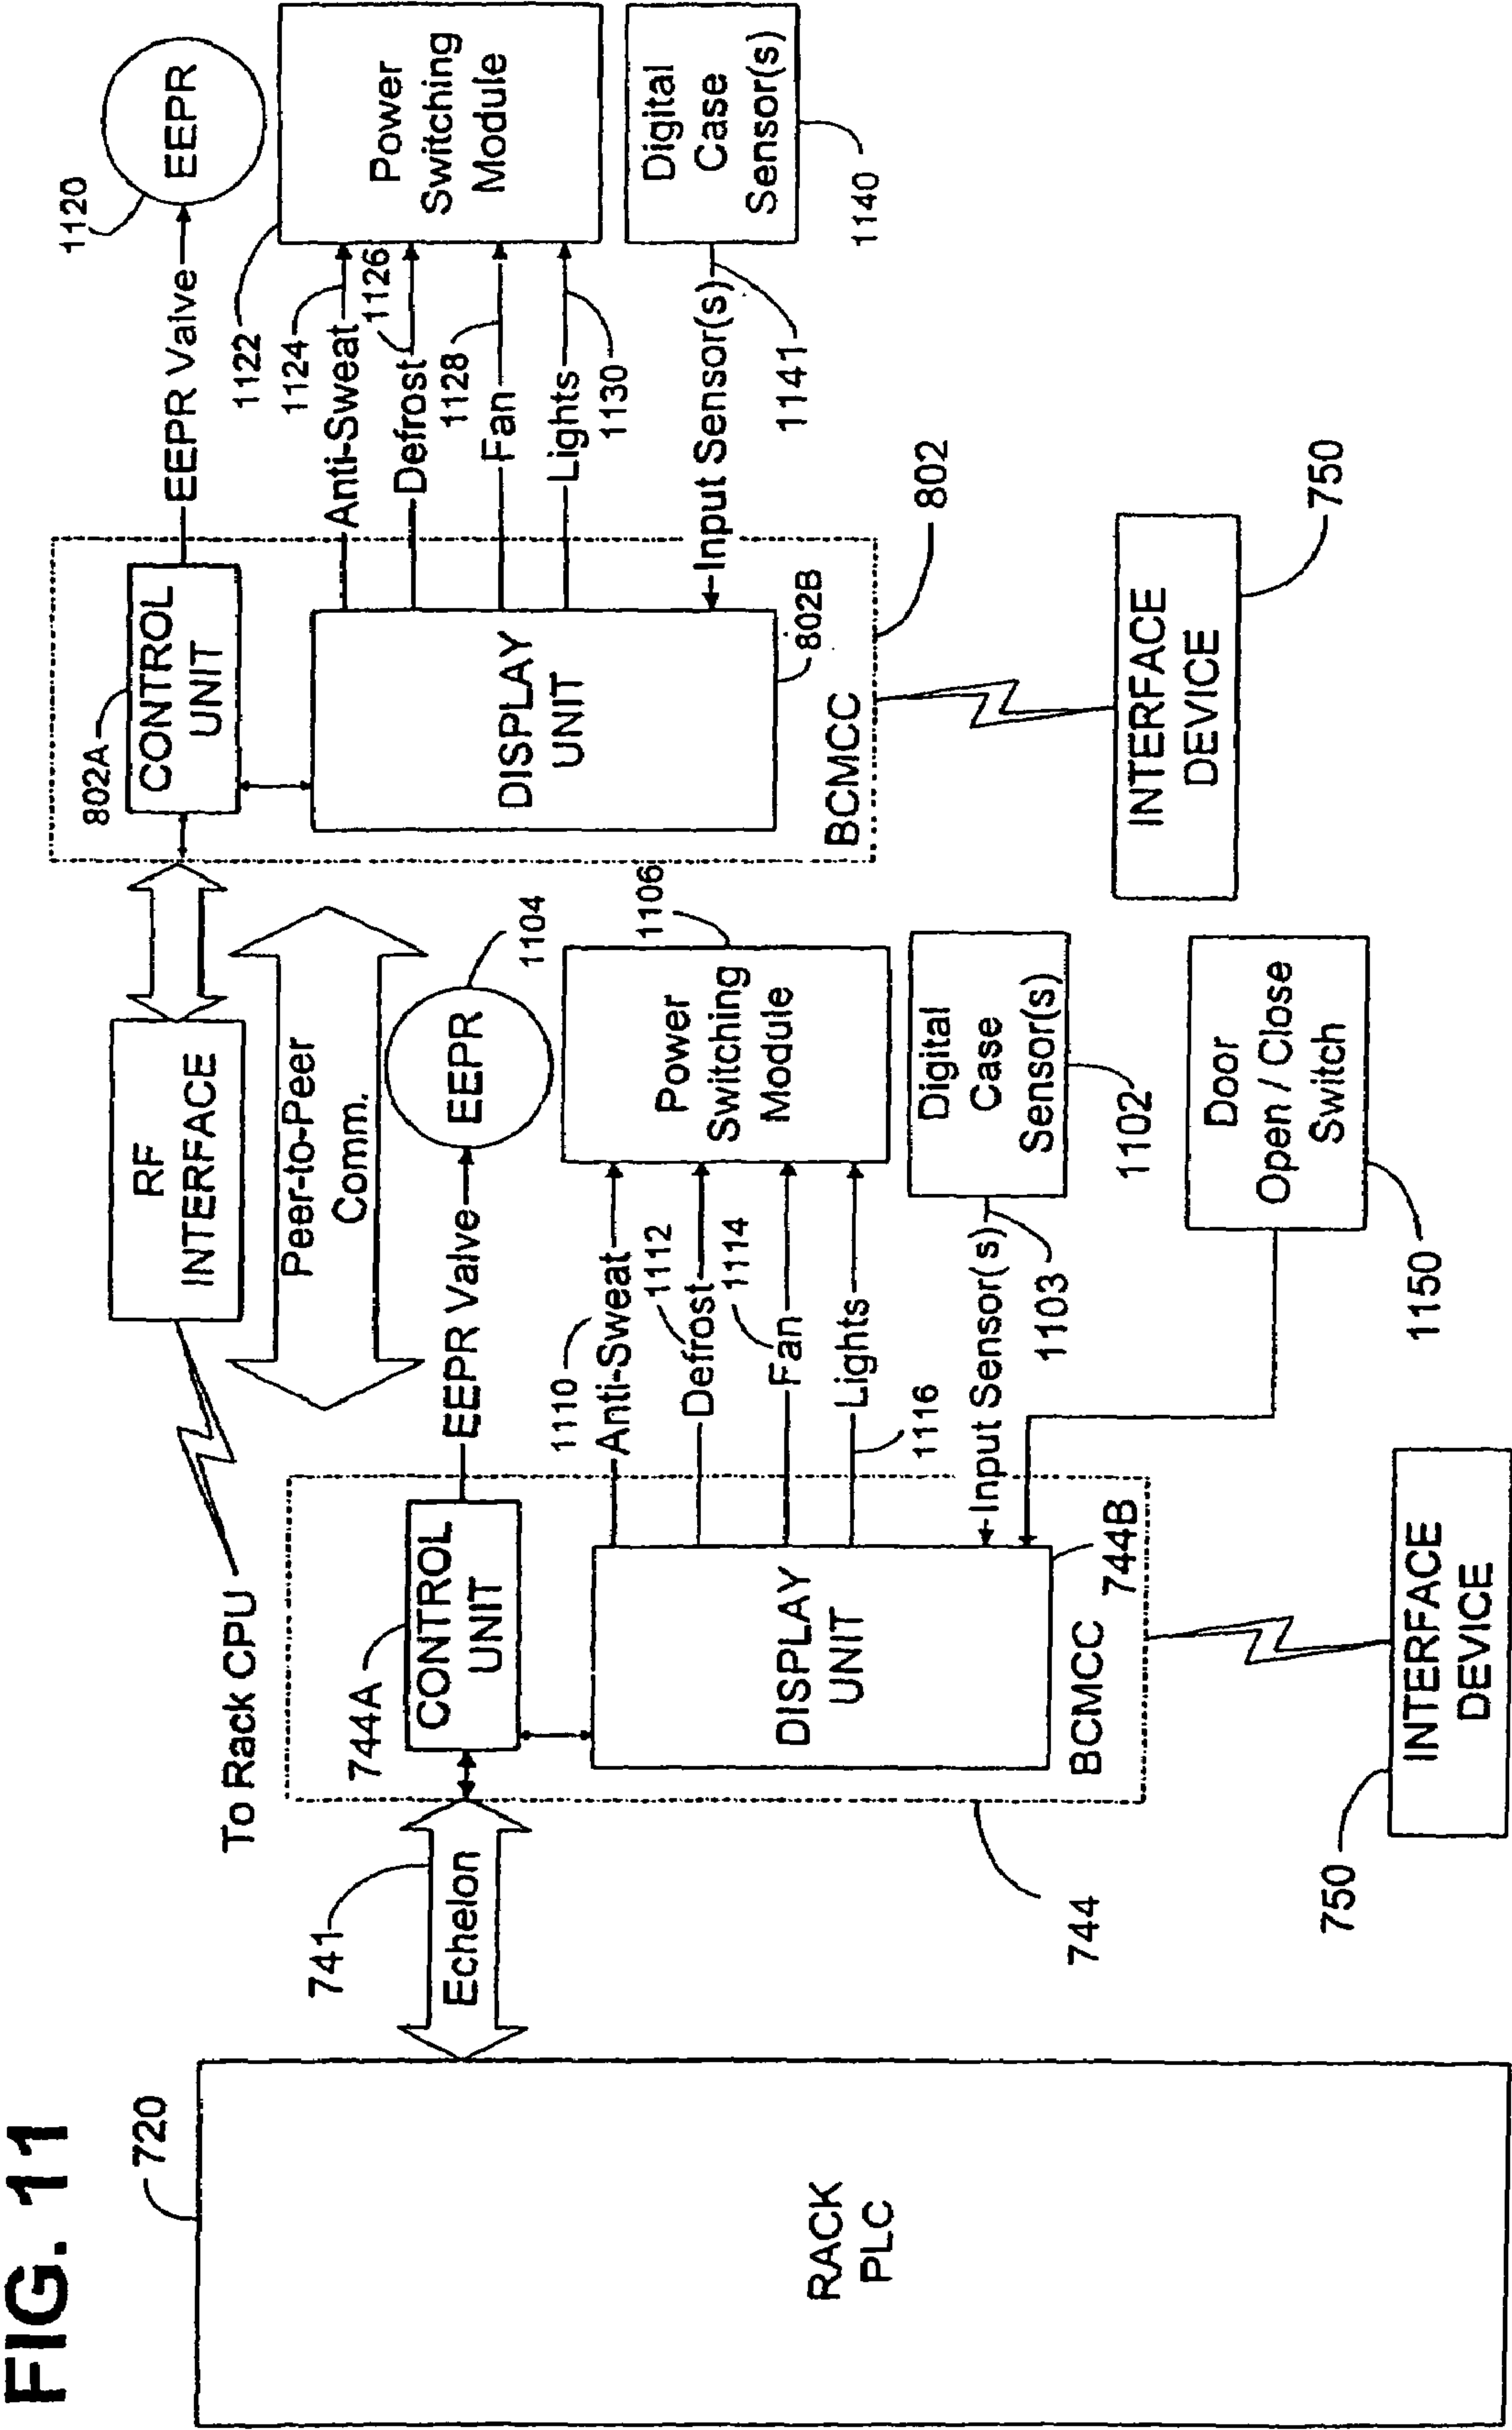 FIG. 11
720
RACK
PLC
741
Echelon
To Rack CPU
RF
INTERFACE
Peer-to-Peer
Comm.
744A
CONTROL
UNIT
EEPR Valve
EEPR
1104
DISPLAY
UNIT
744B
BCMCC
744
1110
Anti-Sweat
1112
Defrost
1114
Fan
Lights
1116
Power
Switching
Module
1106
Input Sensor(s)
1103
Digital
Case
Sensor(s)
1102
Door
Open / Close
Switch
1150
750
INTERFACE
DEVICE
802A
CONTROL
UNIT
EEPR Valve
EEPR
1120
DISPLAY
UNIT
802B
BCMCC
802
Anti-Sweat
1124
Defrost
1126
Fan
1128
Lights
1130
1122
Power
Switching
Module
Input Sensor(s)
1141
Digital
Case
Sensor(s)
1140
INTERFACE
DEVICE
750